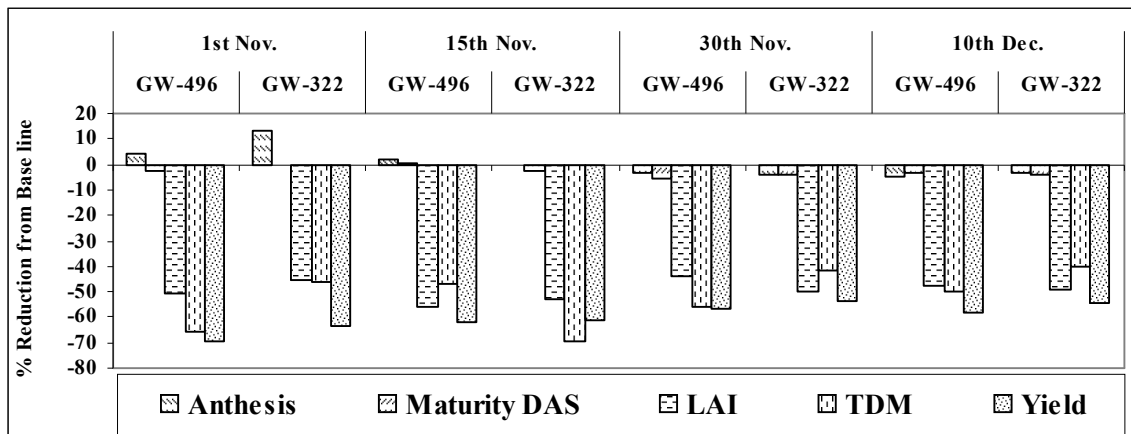 1st Nov. 15th Nov. 30th Nov. 10th Dec.
GW-496 GW-322 GW-496 GW-322 GW-496 GW-322 GW-496 GW-322
% Reduction from Base line
20
10
0
-10
-20
-30
-40
-50
-60
-70
-80
Anthesis Maturity DAS LAI TDM Yield